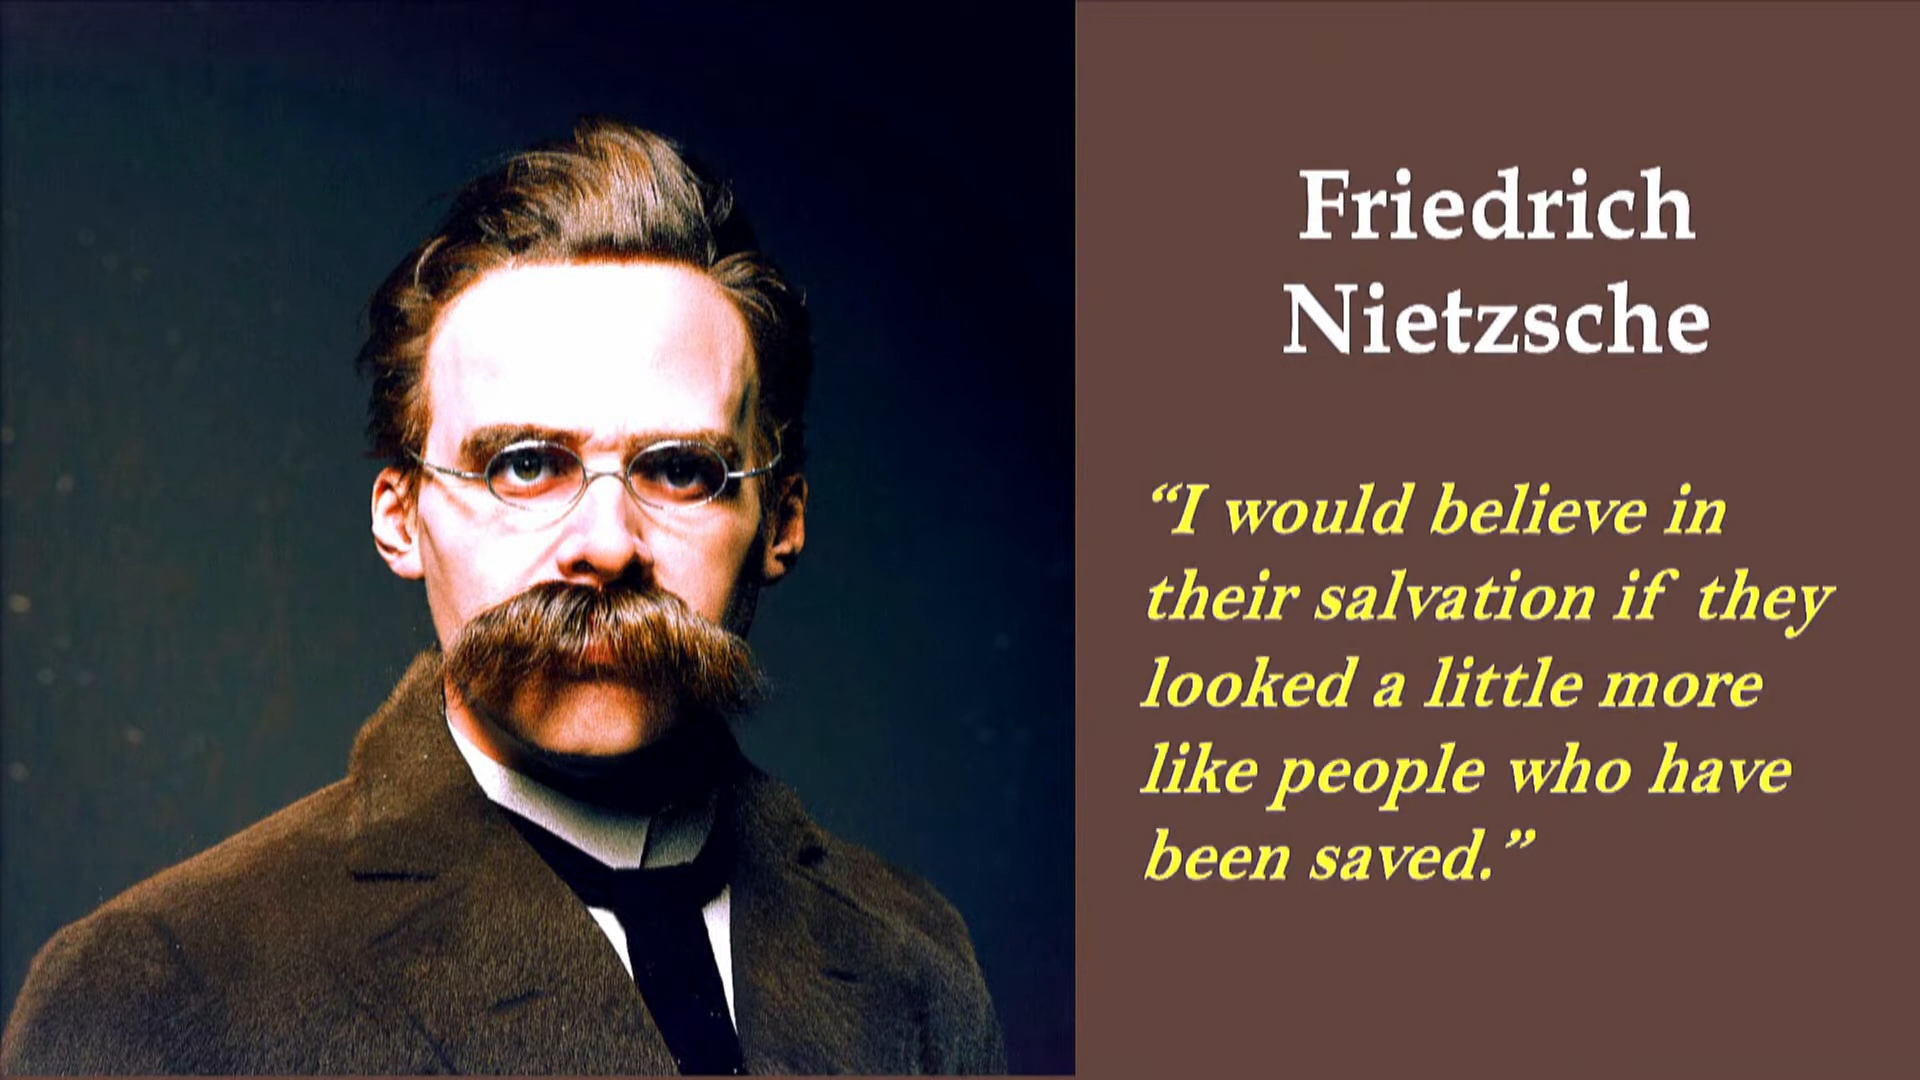 Friedrich
Nietzsche
“I would believe in
their salvation if they
looked a little more
like people who have
been saved.”